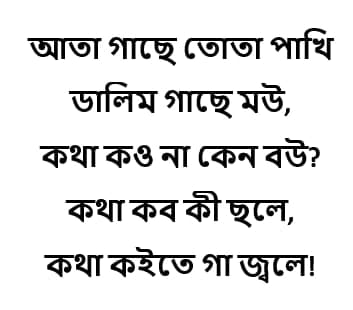 আতা গাছে তোতা পাখি
ডালিম গাছে মউ,
কথা কও না কেন বউ?
কথা কব কী ছলে,
কথা কইতে গা জ্বলে!